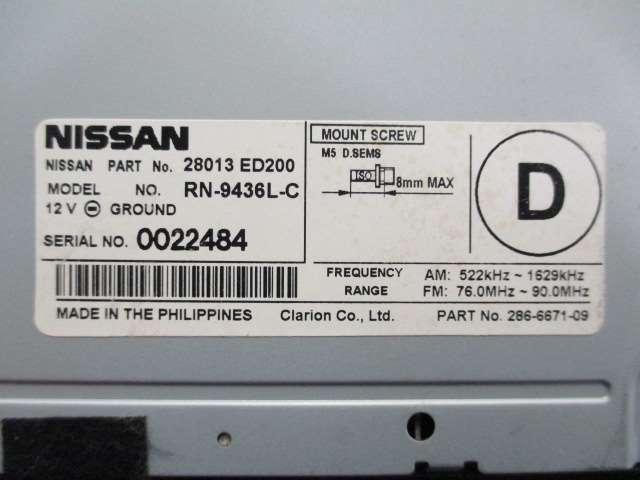 NISSAN
NISSAN PART No. 28013 ED200
MODEL NO. RN-9436L-C
12 V ⊖ GROUND
SERIAL NO. 0022484
MOUNT SCREW
M5 D.SEMS
ISO
8mm MAX
D
FREQUENCY RANGE
AM: 522kHz ~ 1629kHz
FM: 76.0MHz ~ 90.0MHz
MADE IN THE PHILIPPINES Clarion Co., Ltd. PART No. 286-6671-09